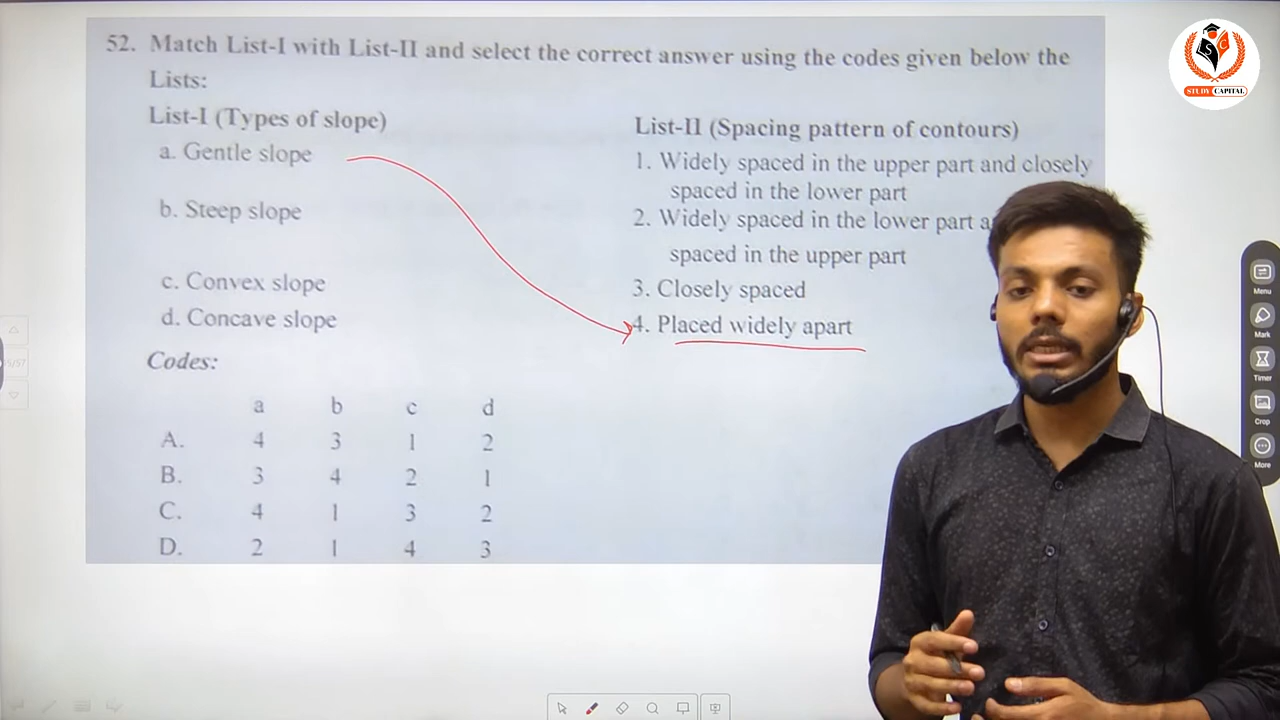 52. Match List-I with List-II and select the correct answer using the codes given below the
Lists:
List-I (Types of slope)
a. Gentle slope
b. Steep slope
c. Convex slope
d. Concave slope
List-II (Spacing pattern of contours)
1. Widely spaced in the upper part and closely
spaced in the lower part
2. Widely spaced in the lower part
spaced in the upper part
3. Closely spaced
4. Placed widely apart
Codes:
a b c d
A. 4 3 1 2
B. 3 4 2 1
C. 4 1 3 2
D. 2 1 4 3
STUDY CAPITAL
Menu
Mark
Timer
Crop
More